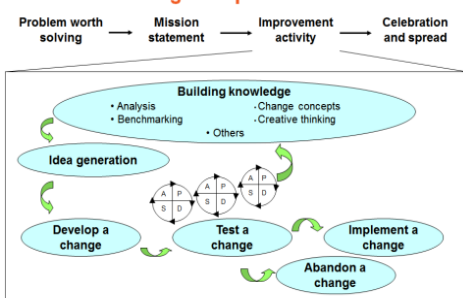 Problem worth solving
Mission statement
Improvement activity
Celebration and spread
Building knowledge
• Analysis
• Benchmarking
• Change concepts
• Creative thinking
• Others
Idea generation
A P
S D
A P
S D
A P
S D
Develop a change
Test a change
Implement a change
Abandon a change